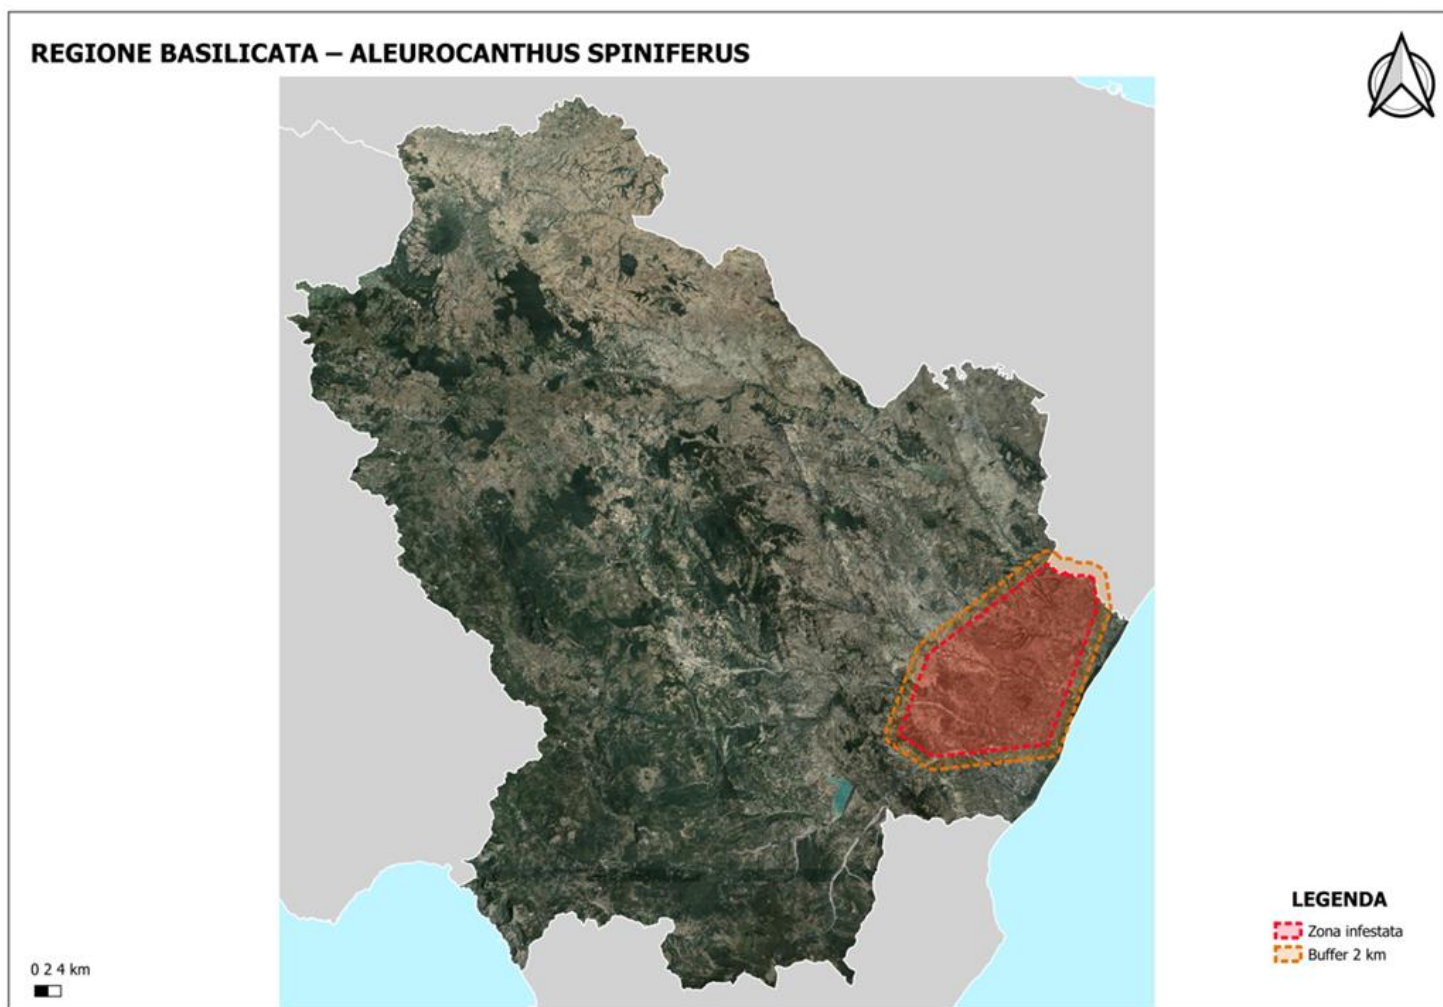 REGIONE BASILICATA – ALEUROCANTHUS SPINIFERUS
LEGENDA
Zona infestata
Buffer 2 km
0 2 4 km